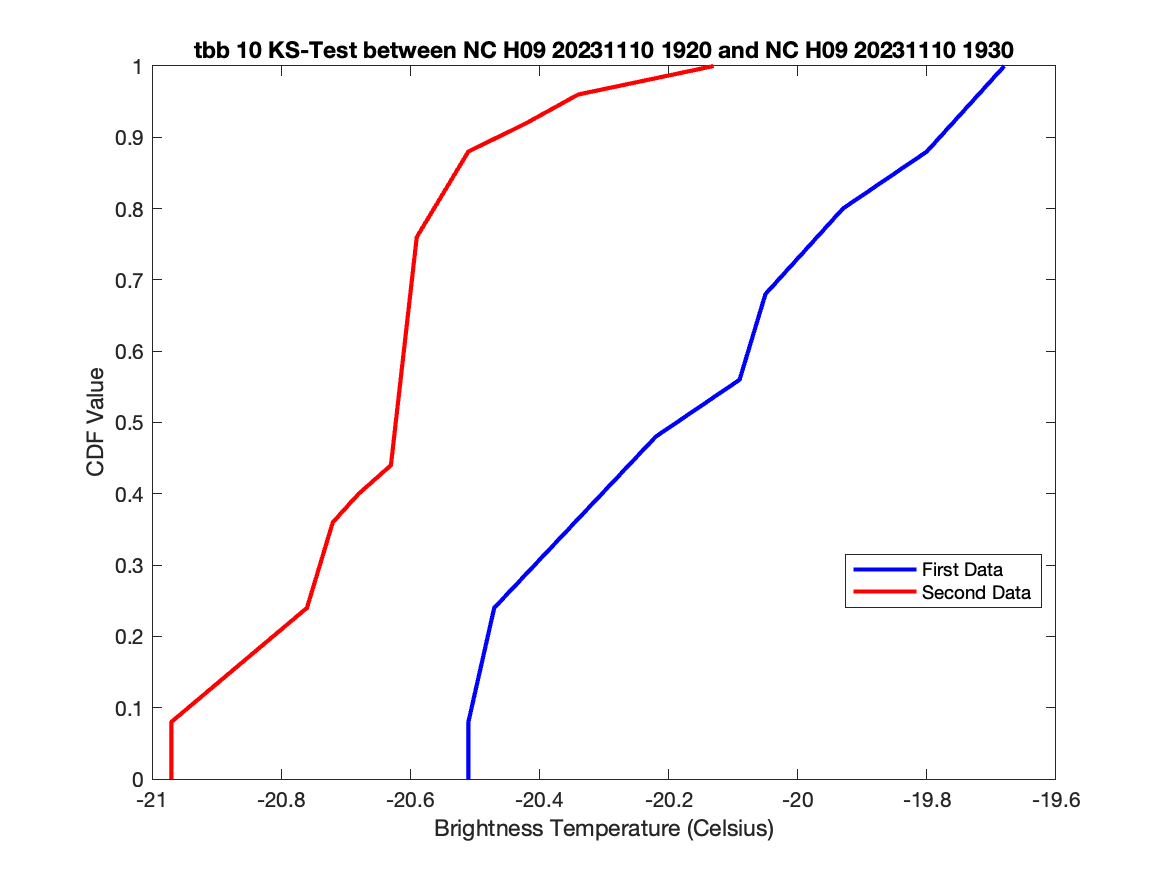 tbb 10 KS-Test between NC H09 20231110 1920 and NC H09 20231110 1930
1
0.9
0.8
0.7
0.6
0.5
0.4
0.3
0.2
0.1
0
CDF Value
First Data
Second Data
-21 -20.8 -20.6 -20.4 -20.2 -20 -19.8 -19.6
Brightness Temperature (Celsius)